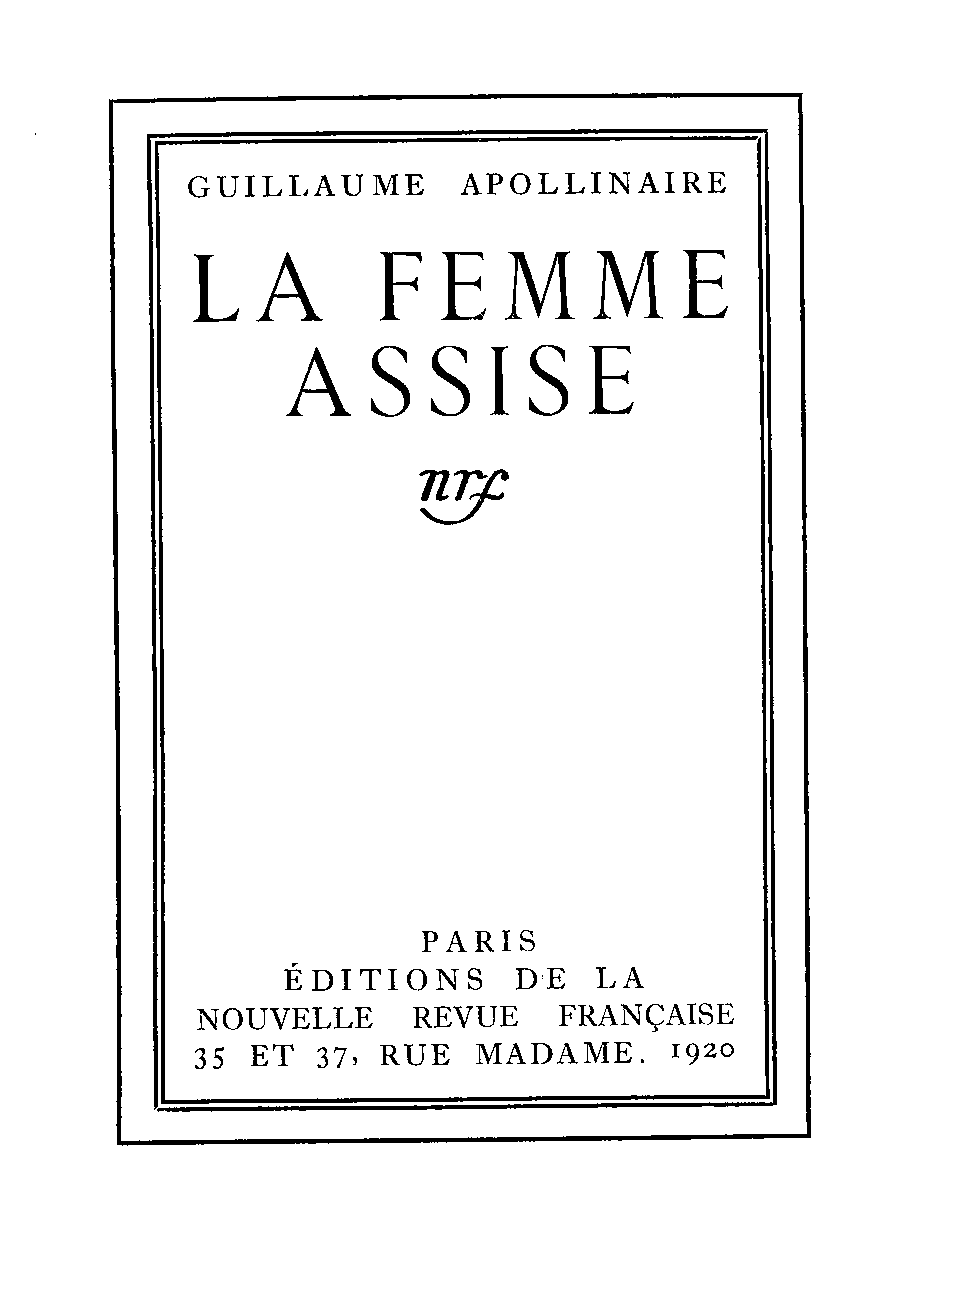 GUILLAUME APOLLINAIRE
LA FEMME
ASSISE
nrf
PARIS
ÉDITIONS DE LA
NOUVELLE REVUE FRANÇAISE
35 ET 37, RUE MADAME. 1920